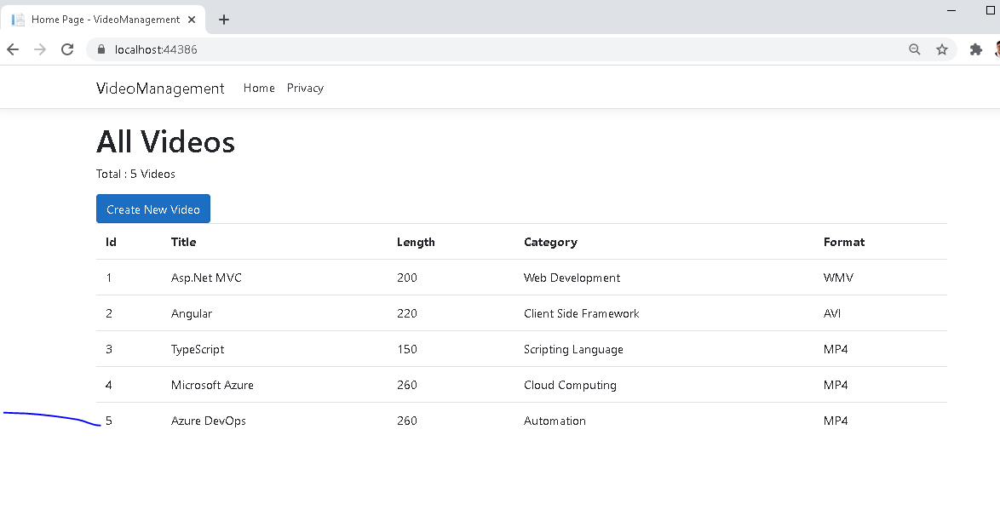 Home Page - VideoManagement
localhost:44386
VideoManagement Home Privacy
All Videos
Total : 5 Videos
Create New Video
Id Title Length Category Format
1 Asp.Net MVC 200 Web Development WMV
2 Angular 220 Client Side Framework AVI
3 TypeScript 150 Scripting Language MP4
4 Microsoft Azure 260 Cloud Computing MP4
5 Azure DevOps 260 Automation MP4